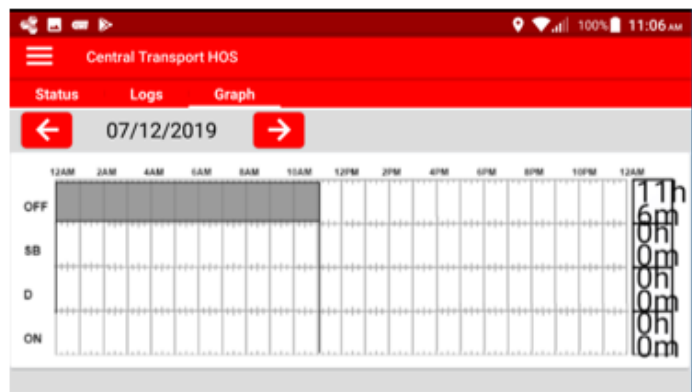 100% 11:06 AM
Central Transport HOS
Status Logs Graph
07/12/2019
12AM 2AM 4AM 6AM 8AM 10AM 12PM 2PM 4PM 6PM 8PM 10PM 12AM
OFF 11h 6m
SB 0h 0m
D 0h 0m
ON 0h 0m